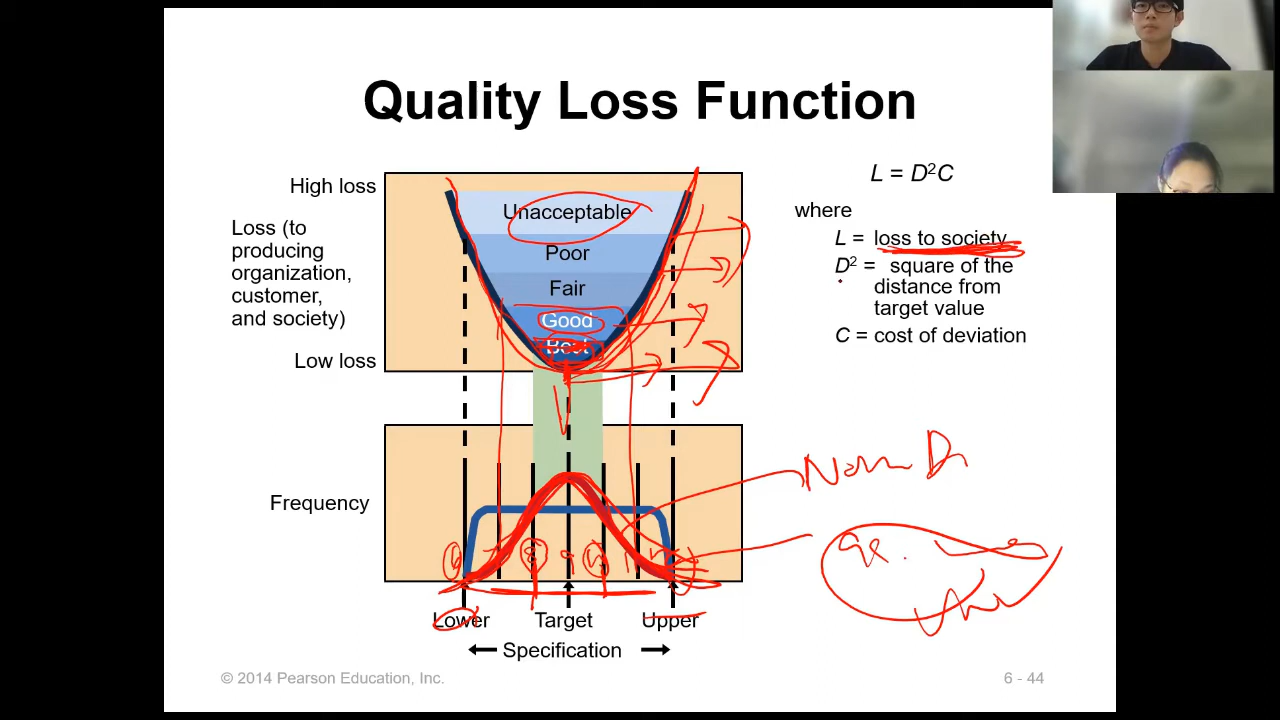 Quality Loss Function
High loss
Loss (to
producing
organization,
customer,
and society)
Low loss
Unacceptable
Poor
Fair
Good
Best
L = D²C
where
L = loss to society
D² = square of the
distance from
target value
C = cost of deviation
Frequency
Lower
Target
Upper
Specification
© 2014 Pearson Education, Inc.
6 - 44